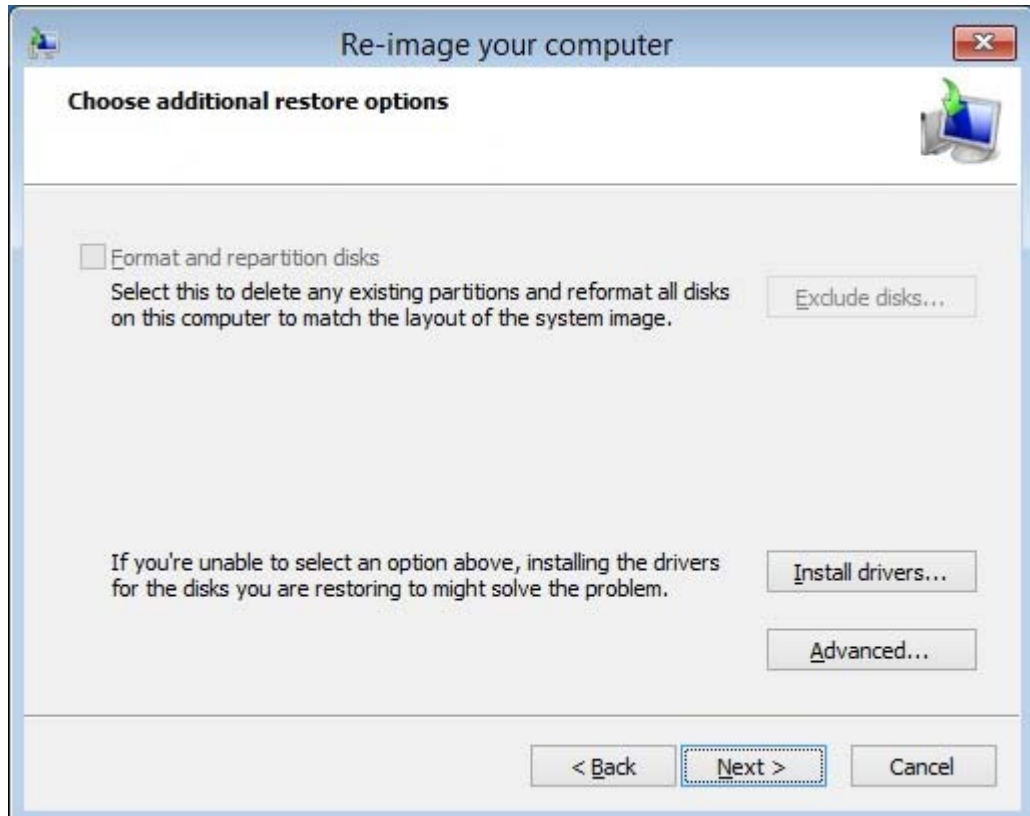 Re-image your computer
Choose additional restore options
Format and repartition disks
Select this to delete any existing partitions and reformat all disks
on this computer to match the layout of the system image.
Exclude disks...
If you're unable to select an option above, installing the drivers
for the disks you are restoring to might solve the problem.
Install drivers...
Advanced...
< Back
Next >
Cancel